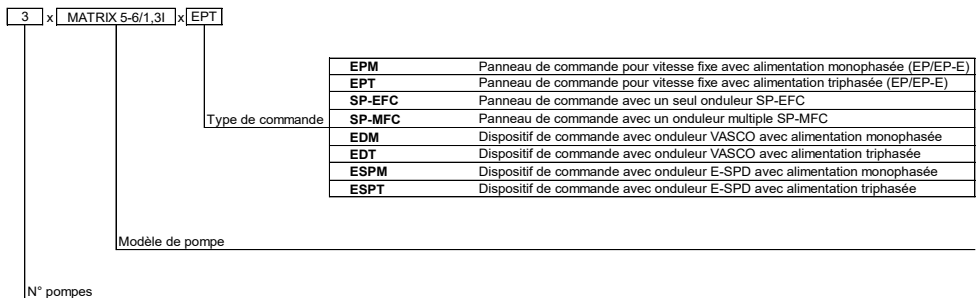 3 x MATRIX 5-6/1,3I x EPT
EPM Panneau de commande pour vitesse fixe avec alimentation monophasée (EP/EP-E)
EPT Panneau de commande pour vitesse fixe avec alimentation triphasée (EP/EP-E)
SP-EFC Panneau de commande avec un seul onduleur SP-EFC
Type de commande SP-MFC Panneau de commande avec un onduleur multiple SP-MFC
EDM Dispositif de commande avec onduleur VASCO avec alimentation monophasée
EDT Dispositif de commande avec onduleur VASCO avec alimentation triphasée
ESPM Dispositif de commande avec onduleur E-SPD avec alimentation monophasée
ESPT Dispositif de commande avec onduleur E-SPD avec alimentation triphasée
Modèle de pompe
N° pompes